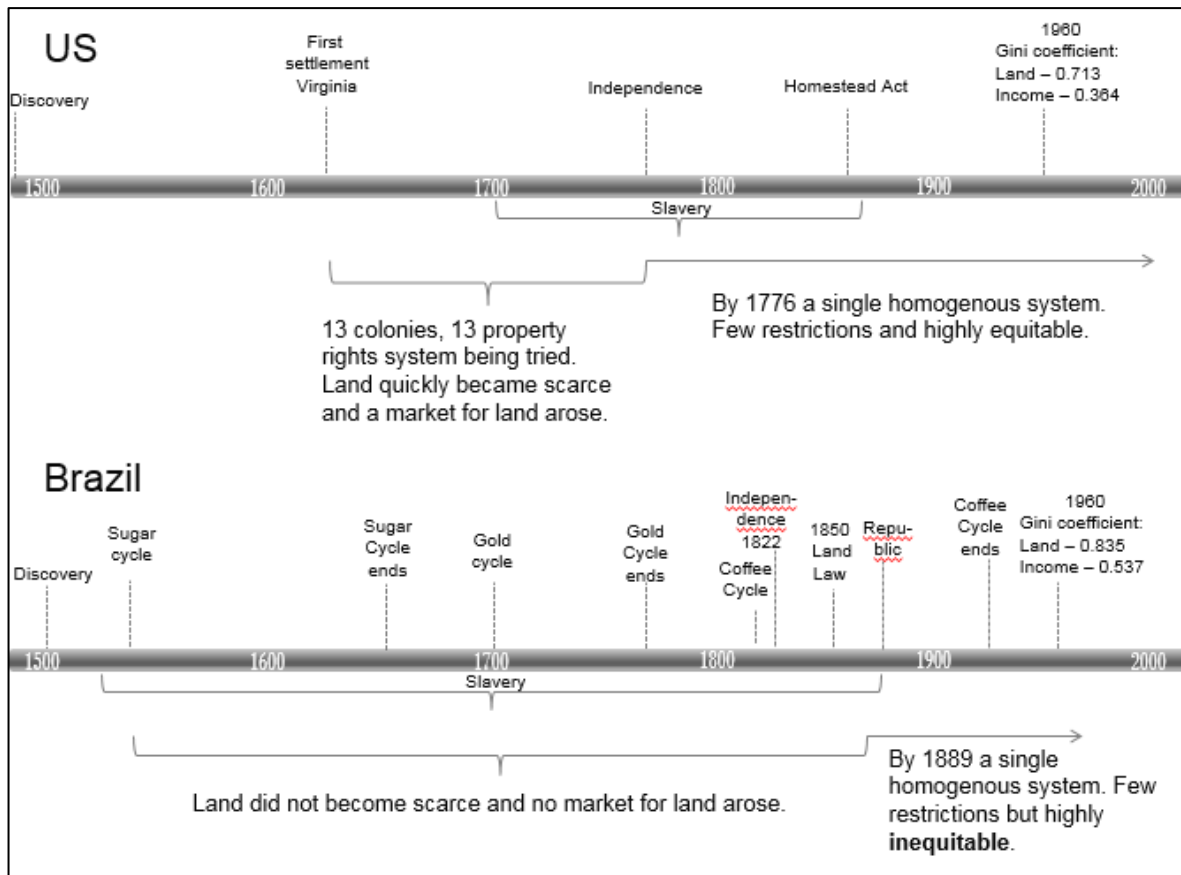 US
Discovery
First
settlement
Virginia
Independence
Homestead Act
1960
Gini coefficient:
Land – 0.713
Income – 0.364
1500 1600 1700 1800 1900 2000
Slavery
13 colonies, 13 property
rights system being tried.
Land quickly became scarce
and a market for land arose.
By 1776 a single homogenous system.
Few restrictions and highly equitable.
Brazil
Discovery
Sugar
cycle
Sugar
Cycle
ends
Gold
cycle
Gold
Cycle
ends
Coffee
Cycle
Indepen-
dence
1822
1850
Land
Law
Repu-
blic
Coffee
Cycle
ends
1960
Gini coefficient:
Land – 0.835
Income – 0.537
1500 1600 1700 1800 1900 2000
Slavery
Land did not become scarce and no market for land arose.
By 1889 a single
homogenous system. Few
restrictions but highly
inequitable.